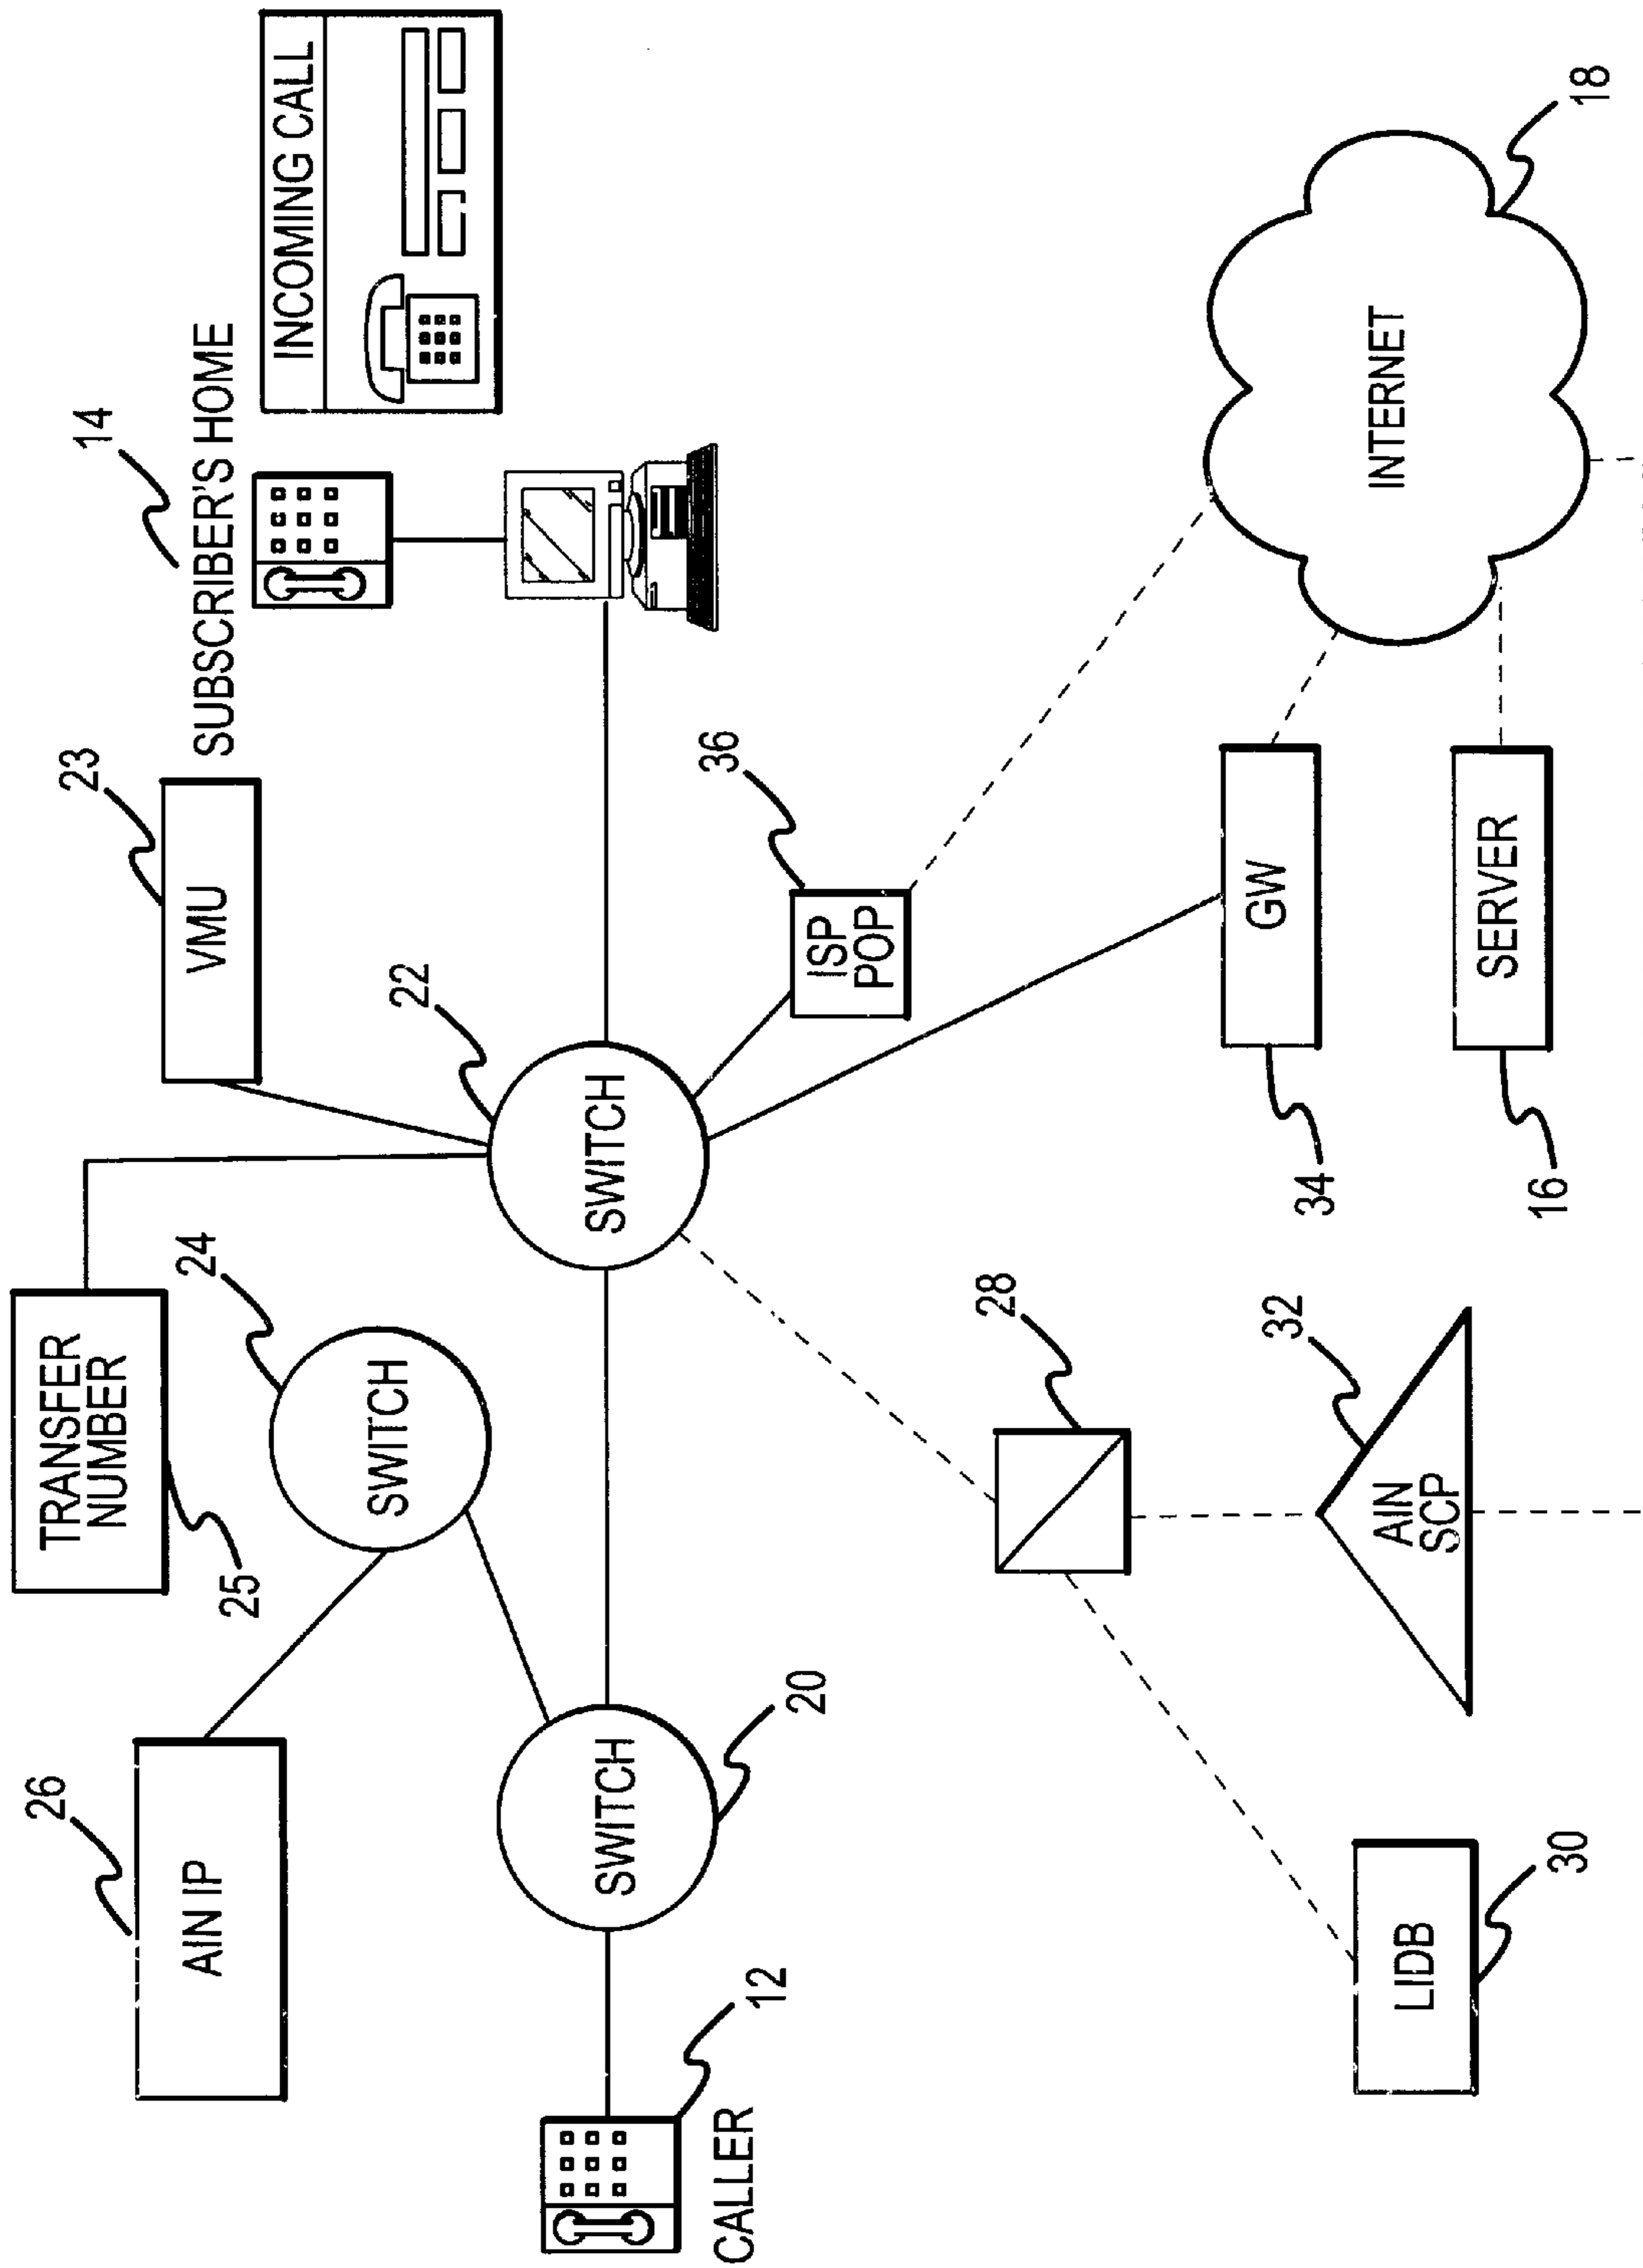 26
TRANSFER
NUMBER
25
23
14
SUBSCRIBER'S HOME
INCOMING CALL
AIN IP
24
VMU
SWITCH
22
SWITCH
SWITCH
12
CALLER
20
36
ISP
POP
28
GW
34
32
INTERNET
LIDB
30
AIN
SCP
SERVER
16
18